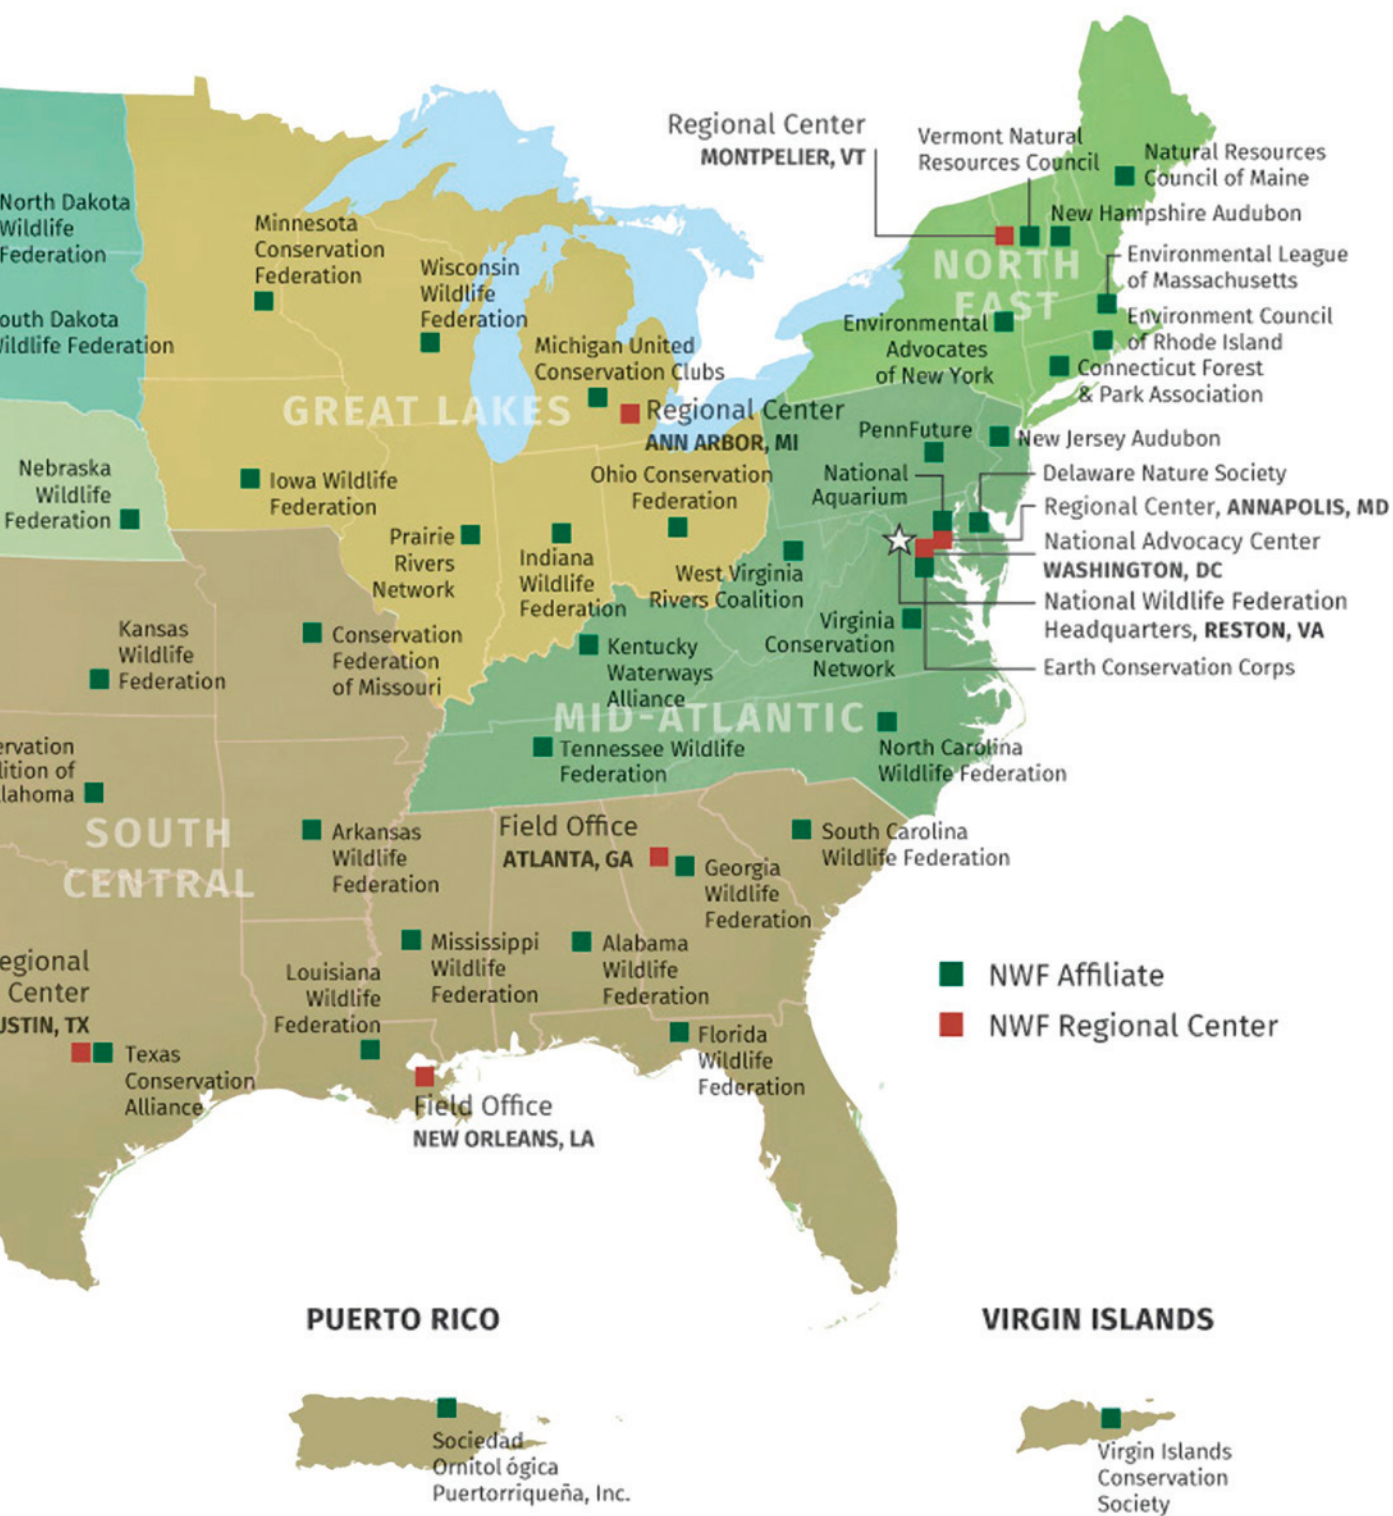 Regional Center
MONTPELIER, VT
Vermont Natural
Resources Council
Natural Resources
Council of Maine
New Hampshire Audubon
NORTH
EAST
Environmental League
of Massachusetts
Environment Council
of Rhode Island
Connecticut Forest
& Park Association
Environmental
Advocates
of New York
North Dakota
Wildlife
Federation
outh Dakota
Wildlife Federation
Minnesota
Conservation
Federation
Wisconsin
Wildlife
Federation
Michigan United
Conservation Clubs
GREAT LAKES
Regional Center
ANN ARBOR, MI
Nebraska
Wildlife
Federation
Iowa Wildlife
Federation
Prairie
Rivers
Network
Indiana
Wildlife
Federation
Ohio Conservation
Federation
PennFuture
National
Aquarium
New Jersey Audubon
Delaware Nature Society
Regional Center, ANNAPOLIS, MD
National Advocacy Center
WASHINGTON, DC
National Wildlife Federation
Headquarters, RESTON, VA
Earth Conservation Corps
West Virginia
Rivers Coalition
Virginia
Conservation
Network
Kansas
Wildlife
Federation
Conservation
Federation
of Missouri
Kentucky
Waterways
Alliance
MID-ATLANTIC
Tennessee Wildlife
Federation
North Carolina
Wildlife Federation
ervation
lition of
lahoma
SOUTH
CENTRAL
Arkansas
Wildlife
Federation
Field Office
ATLANTA, GA
Georgia
Wildlife
Federation
South Carolina
Wildlife Federation
Mississippi
Wildlife
Federation
Alabama
Wildlife
Federation
Louisiana
Wildlife
Federation
egional
Center
USTIN, TX
Texas
Conservation
Alliance
Field Office
NEW ORLEANS, LA
Florida
Wildlife
Federation
NWF Affiliate
NWF Regional Center
PUERTO RICO
Sociedad
Ornitol ógica
Puertorriqueña, Inc.
VIRGIN ISLANDS
Virgin Islands
Conservation
Society